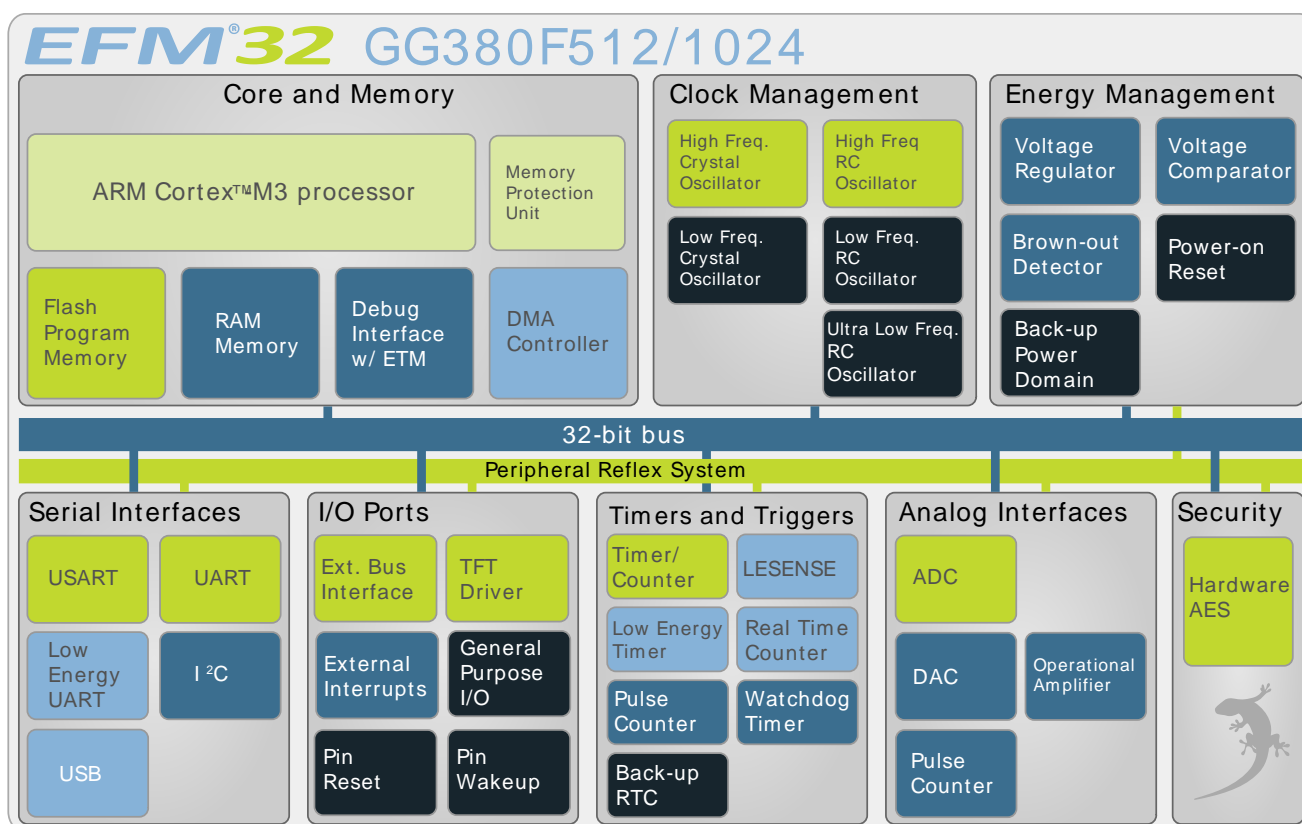 EFM®32 GG380F512/1024
Core and Memory
ARM Cortex™M3 processor
Memory
Protection
Unit
Flash
Program
Memory
RAM
Memory
Debug
Interface
w/ ETM
DMA
Controller
Clock Management
High Freq.
Crystal
Oscillator
High Freq
RC
Oscillator
Low Freq.
Crystal
Oscillator
Low Freq.
RC
Oscillator
Ultra Low Freq.
RC
Oscillator
Energy Management
Voltage
Regulator
Voltage
Comparator
Brown-out
Detector
Power-on
Reset
Back-up
Power
Domain
32-bit bus
Peripheral Reflex System
Serial Interfaces
USART
UART
Low
Energy
UART
I²C
USB
I/O Ports
Ext. Bus
Interface
TFT
Driver
External
Interrupts
General
Purpose
I/O
Pin
Reset
Pin
Wakeup
Timers and Triggers
Timer/
Counter
LESENSE
Low Energy
Timer
Real Time
Counter
Pulse
Counter
Watchdog
Timer
Back-up
RTC
Analog Interfaces
ADC
DAC
Operational
Amplifier
Pulse
Counter
Security
Hardware
AES